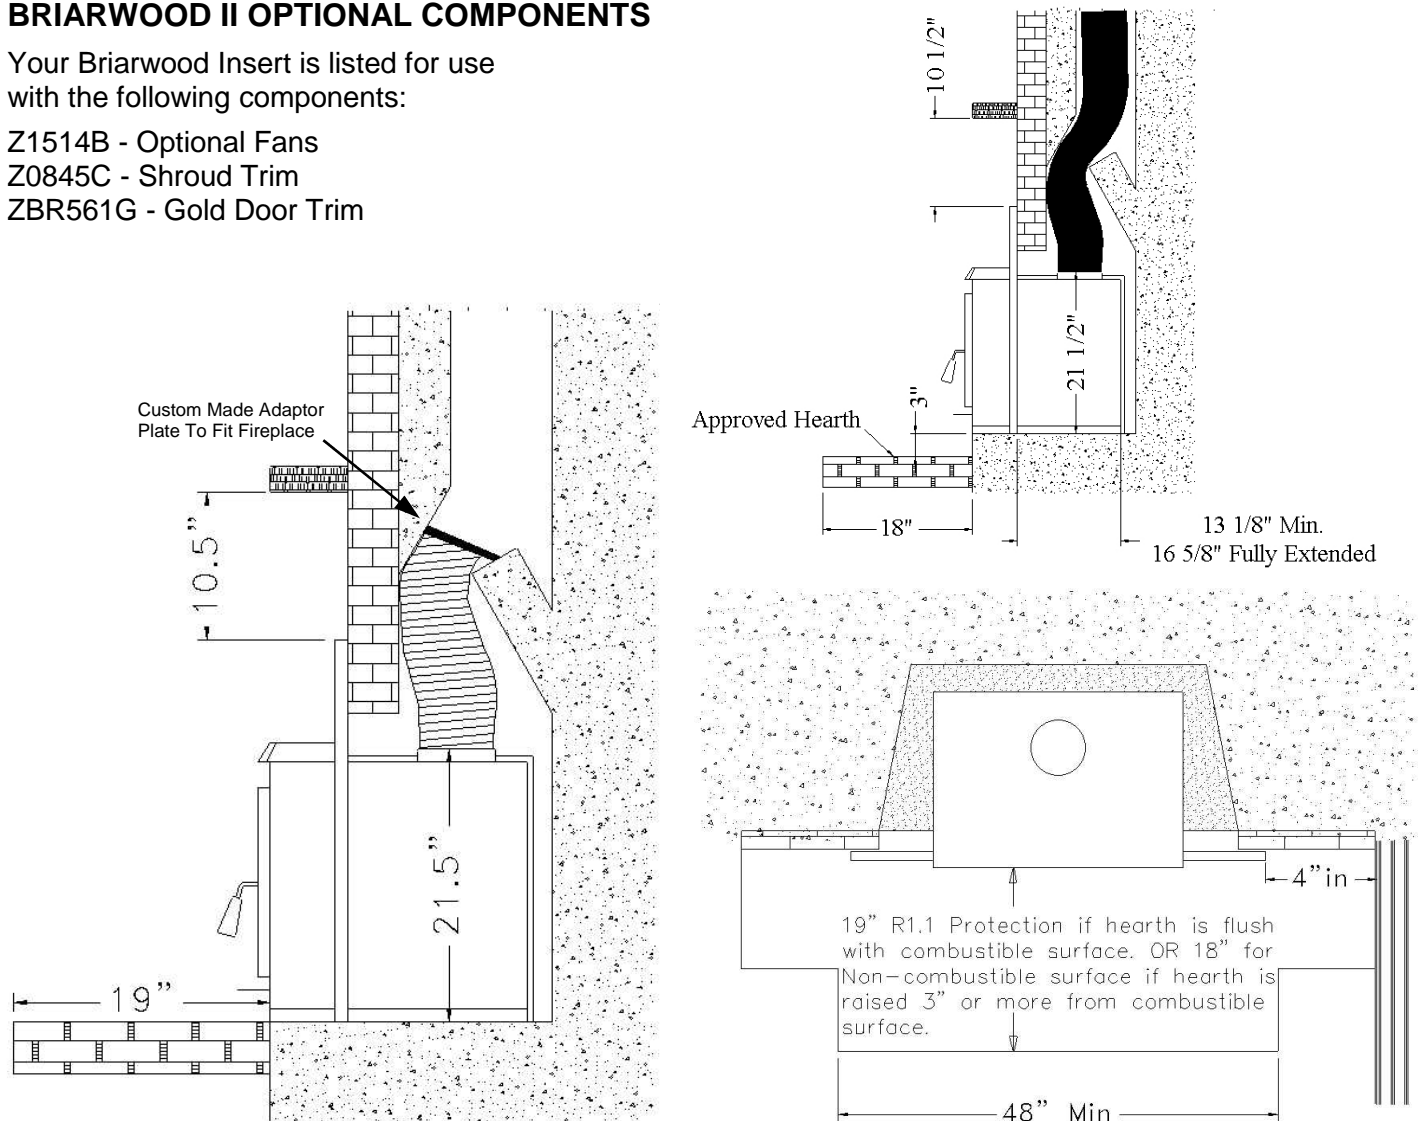 BRIARWOOD II OPTIONAL COMPONENTS
Your Briarwood Insert is listed for use
with the following components:
Z1514B - Optional Fans
Z0845C - Shroud Trim
ZBR561G - Gold Door Trim
Custom Made Adaptor
Plate To Fit Fireplace
10.5”
21.5”
19”
10 1/2"
21 1/2"
3"
Approved Hearth
18"
13 1/8" Min.
16 5/8" Fully Extended
4”in
19” R1.1 Protection if hearth is flush
with combustible surface. OR 18” for
Non-combustible surface if hearth is
raised 3” or more from combustible
surface.
48” Min